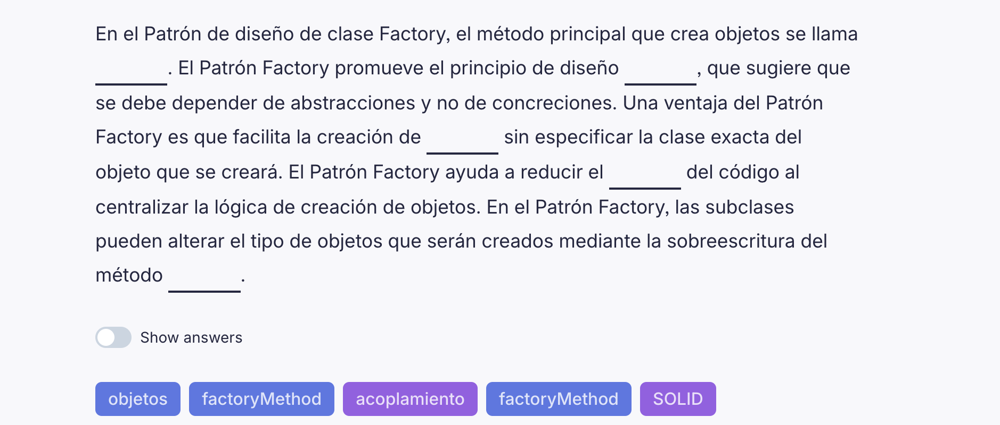 En el Patrón de diseño de clase Factory, el método principal que crea objetos se llama
________. El Patrón Factory promueve el principio de diseño ________, que sugiere que
se debe depender de abstracciones y no de concreciones. Una ventaja del Patrón
Factory es que facilita la creación de ________ sin especificar la clase exacta del
objeto que se creará. El Patrón Factory ayuda a reducir el ________ del código al
centralizar la lógica de creación de objetos. En el Patrón Factory, las subclases
pueden alterar el tipo de objetos que serán creados mediante la sobreescritura del
método ________.
Show answers
objetos factoryMethod acoplamiento factoryMethod SOLID